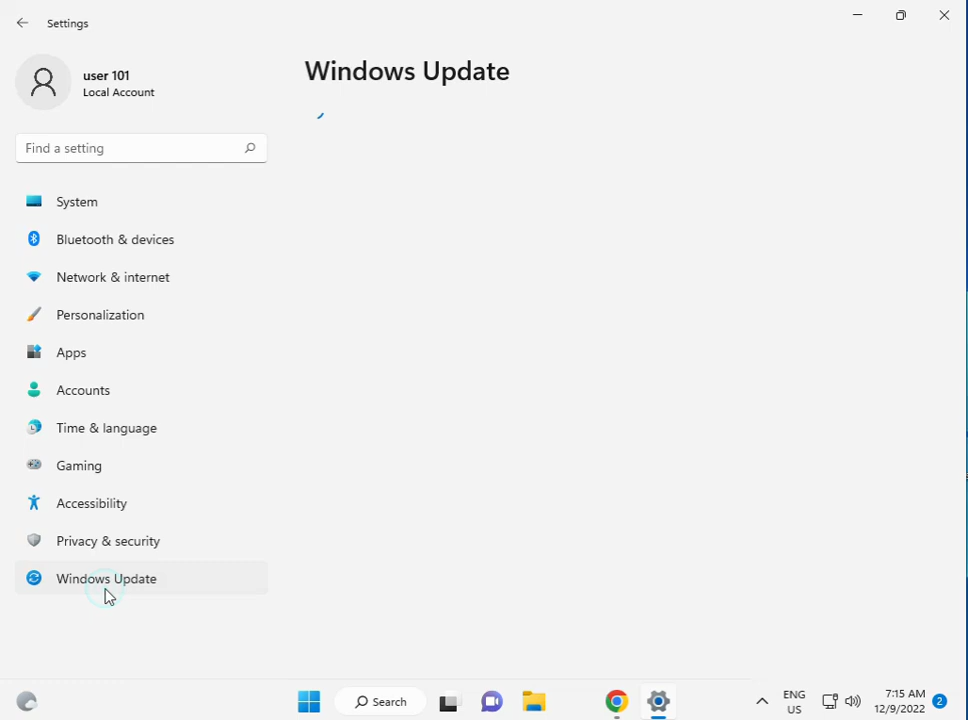 Settings
user 101
Local Account
Find a setting
System
Bluetooth & devices
Network & internet
Personalization
Apps
Accounts
Time & language
Gaming
Accessibility
Privacy & security
Windows Update
Windows Update
Search
ENG
US
7:15 AM
12/9/2022
2